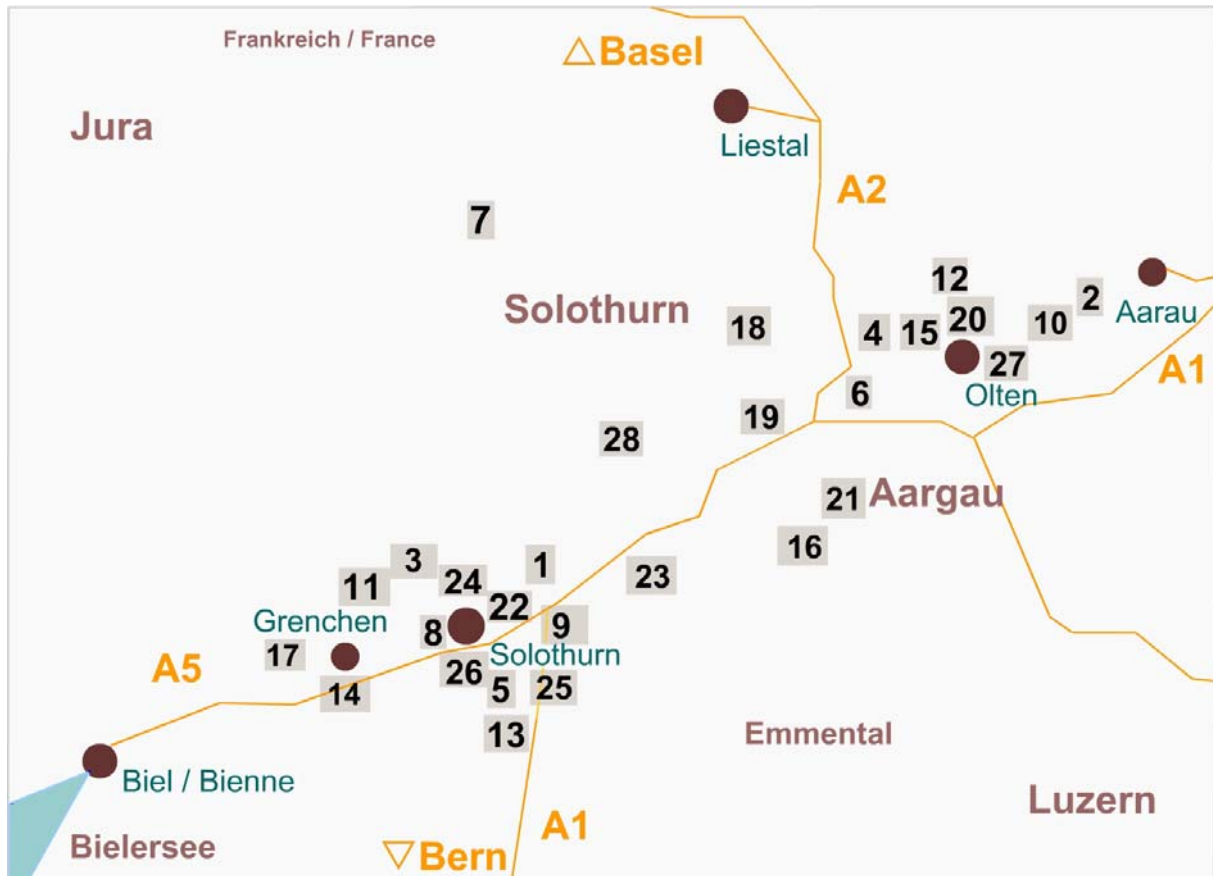 Frankreich / France
Basel
Jura
Liestal
A2
7
12
2
Solothurn
18
4
15
20
10
Aarau
27
A1
6
Olten
19
28
21
Aargau
16
3
24
1
23
11
22
Grenchen
8
9
17
Solothurn
A5
14
26
5
25
13
Emmental
Biel / Bienne
Luzern
A1
Bielersee
Bern